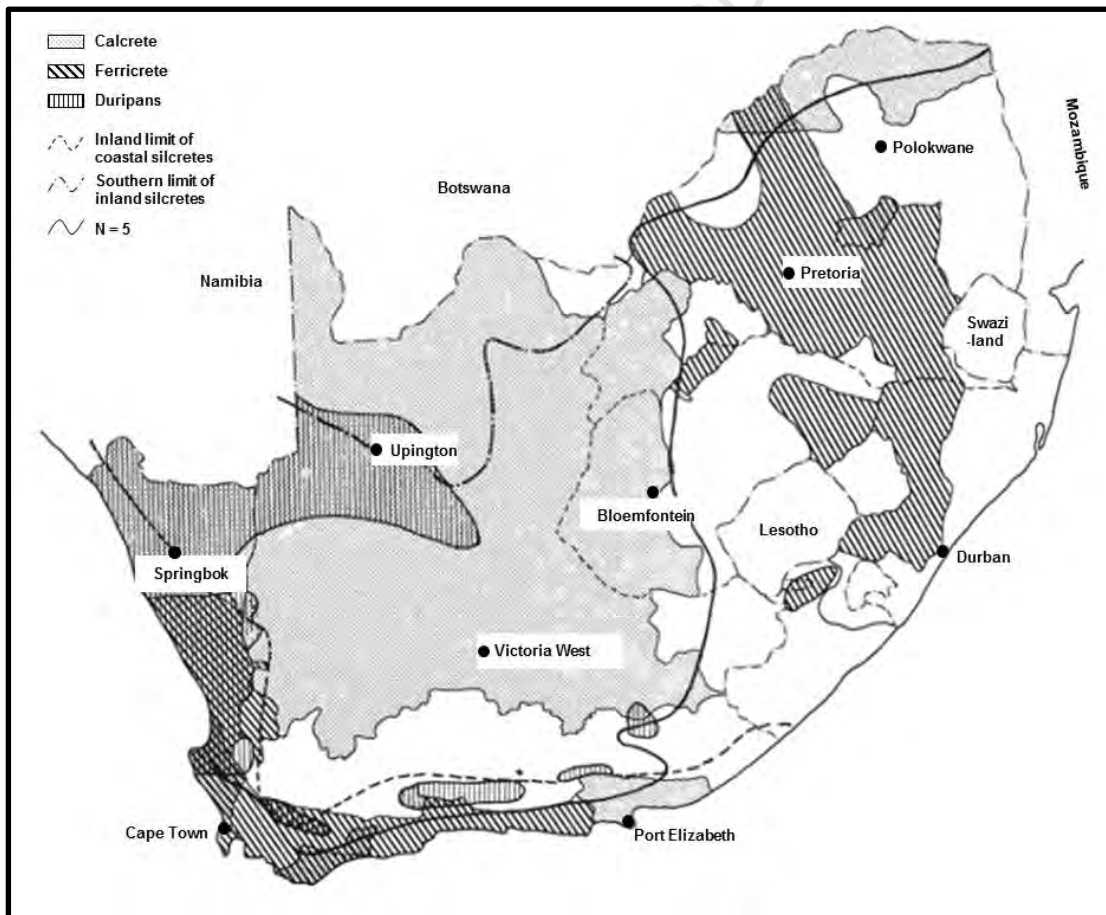 Calcrete
Ferricrete
Duripans
Inland limit of
coastal silcretes
Southern limit of
inland silcretes
N = 5
Mozambique
Polokwane
Botswana
Namibia
Pretoria
Swazi
-land
Upington
Bloemfontein
Lesotho
Durban
Springbok
Victoria West
Cape Town
Port Elizabeth